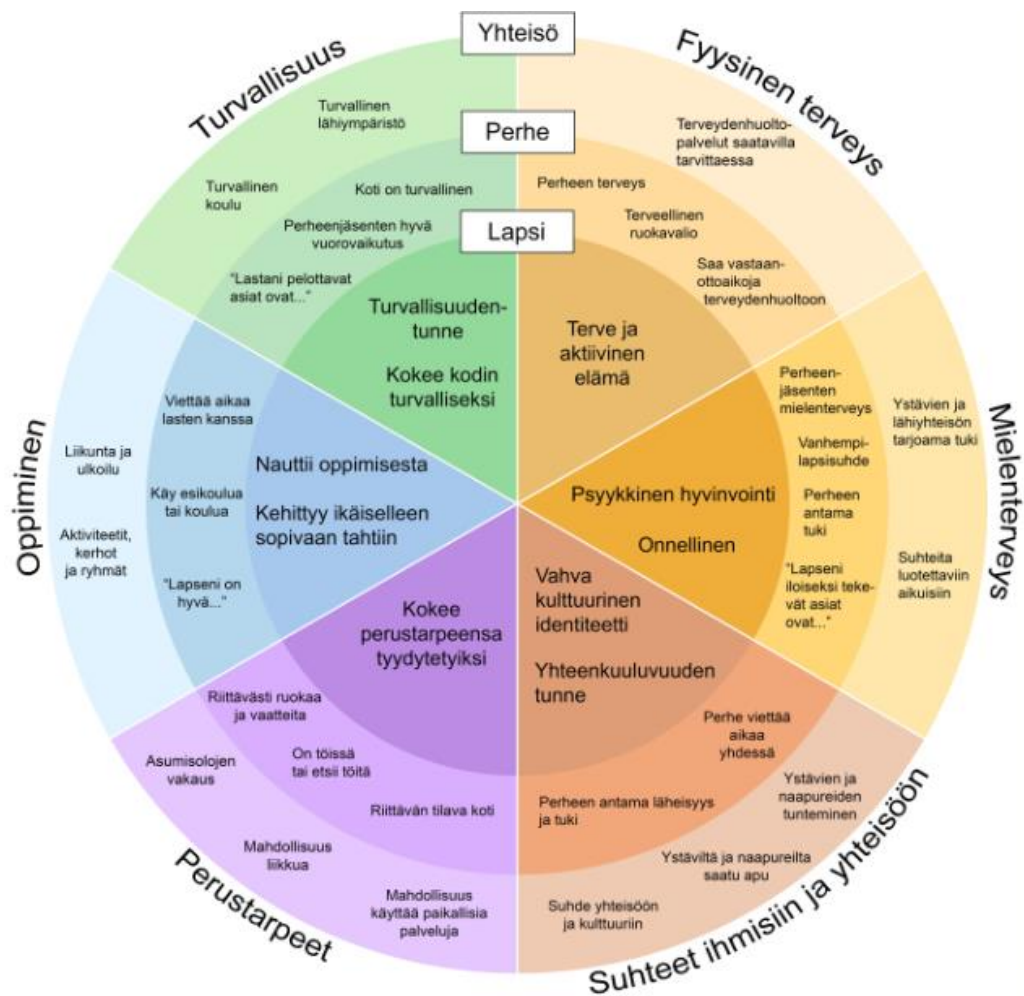 Yhteisö
Perhe
Lapsi
Turvallisuus
Turvallinen
lähiympäristö
Turvallinen
koulu
Koti on turvallinen
Perheenjäsenten hyvä
vuorovaikutus
"Lastani pelottavat
asiat ovat..."
Turvallisuuden-
tunne
Kokee kodin
turvalliseksi
Fyysinen terveys
Terveydenhuolto-
palvelut saatavilla
tarvittaessa
Perheen terveys
Terveellinen
ruokavalio
Saa vastaan-
ottoaikoja
terveydenhuoltoon
Terve ja
aktiivinen
elämä
Mielenterveys
Ystävien ja
lähiyhteisön
tarjoama tuki
Suhteita
luotettaviin
aikuisiin
Perheen-
jäsenten
mielenterveys
Vanhempi-
lapsisuhde
Perheen
antama
tuki
"Lapseni
iloiseksi teke-
vät asiat
ovat..."
Psyykkinen hyvinvointi
Onnellinen
Suhteet ihmisiin ja yhteisöön
Vahva
kulttuurinen
identiteetti
Yhteenkuuluvuuden
tunne
Perhe viettää
aikaa
yhdessä
Perheen antama läheisyys
ja tuki
Ystävien ja
naapureiden
tunteminen
Ystäviltä ja naapureilta
saatu apu
Suhde yhteisöön
ja kulttuuriin
Perustarpeet
Kokee
perustarpeensa
tyydytetyiksi
Riittävästi ruokaa
ja vaatteita
On töissä
tai etsii töitä
Riittävän tilava koti
Asumisolojen
vakaus
Mahdollisuus
liikkua
Mahdollisuus
käyttää paikallisia
palveluja
Oppiminen
Liikunta ja
ulkoilu
Aktiviteetit,
kerhot
ja ryhmät
Viettää aikaa
lasten kanssa
Käy esikoulua
tai koulua
"Lapseni on
hyvä..."
Nauttii oppimisesta
Kehittyy ikäiselleen
sopivaan tahtiin